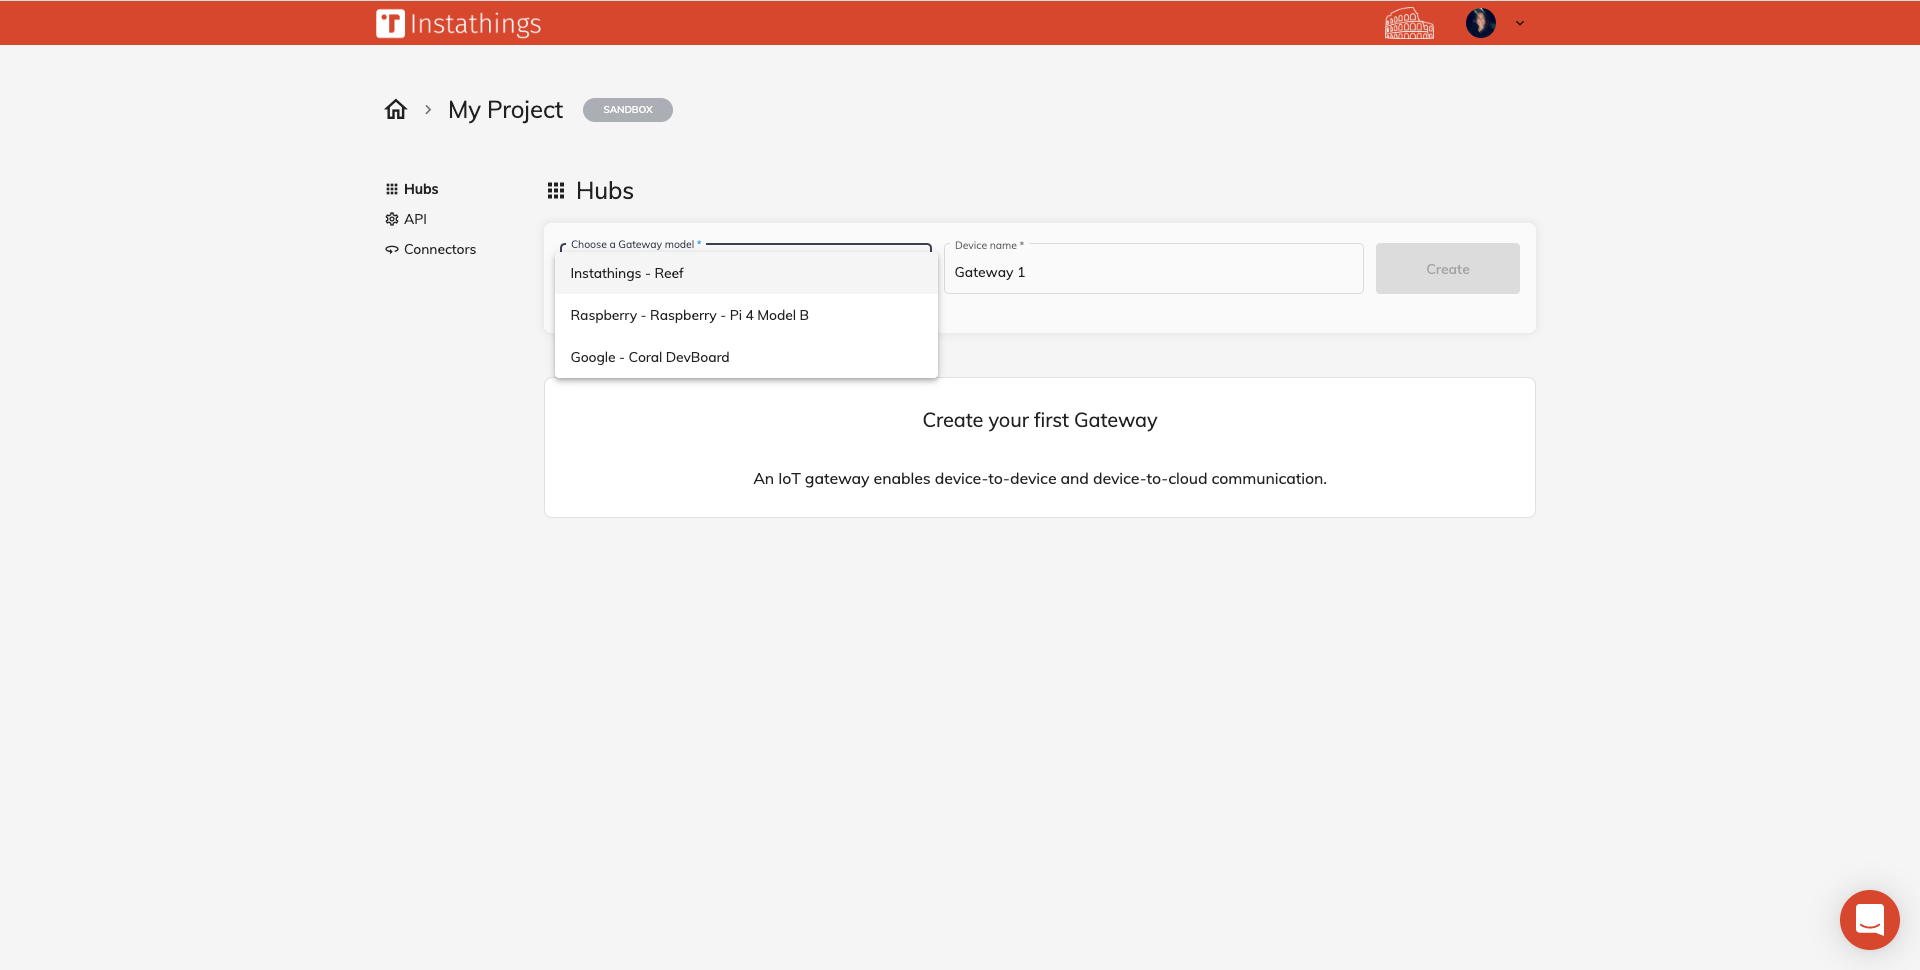 Instathings
My Project
SANDBOX
Hubs
API
Connectors
Hubs
Choose a Gateway model *
Instathings - Reef
Raspberry - Raspberry - Pi 4 Model B
Google - Coral DevBoard
Device name *
Gateway 1
Create
Create your first Gateway
An IoT gateway enables device-to-device and device-to-cloud communication.